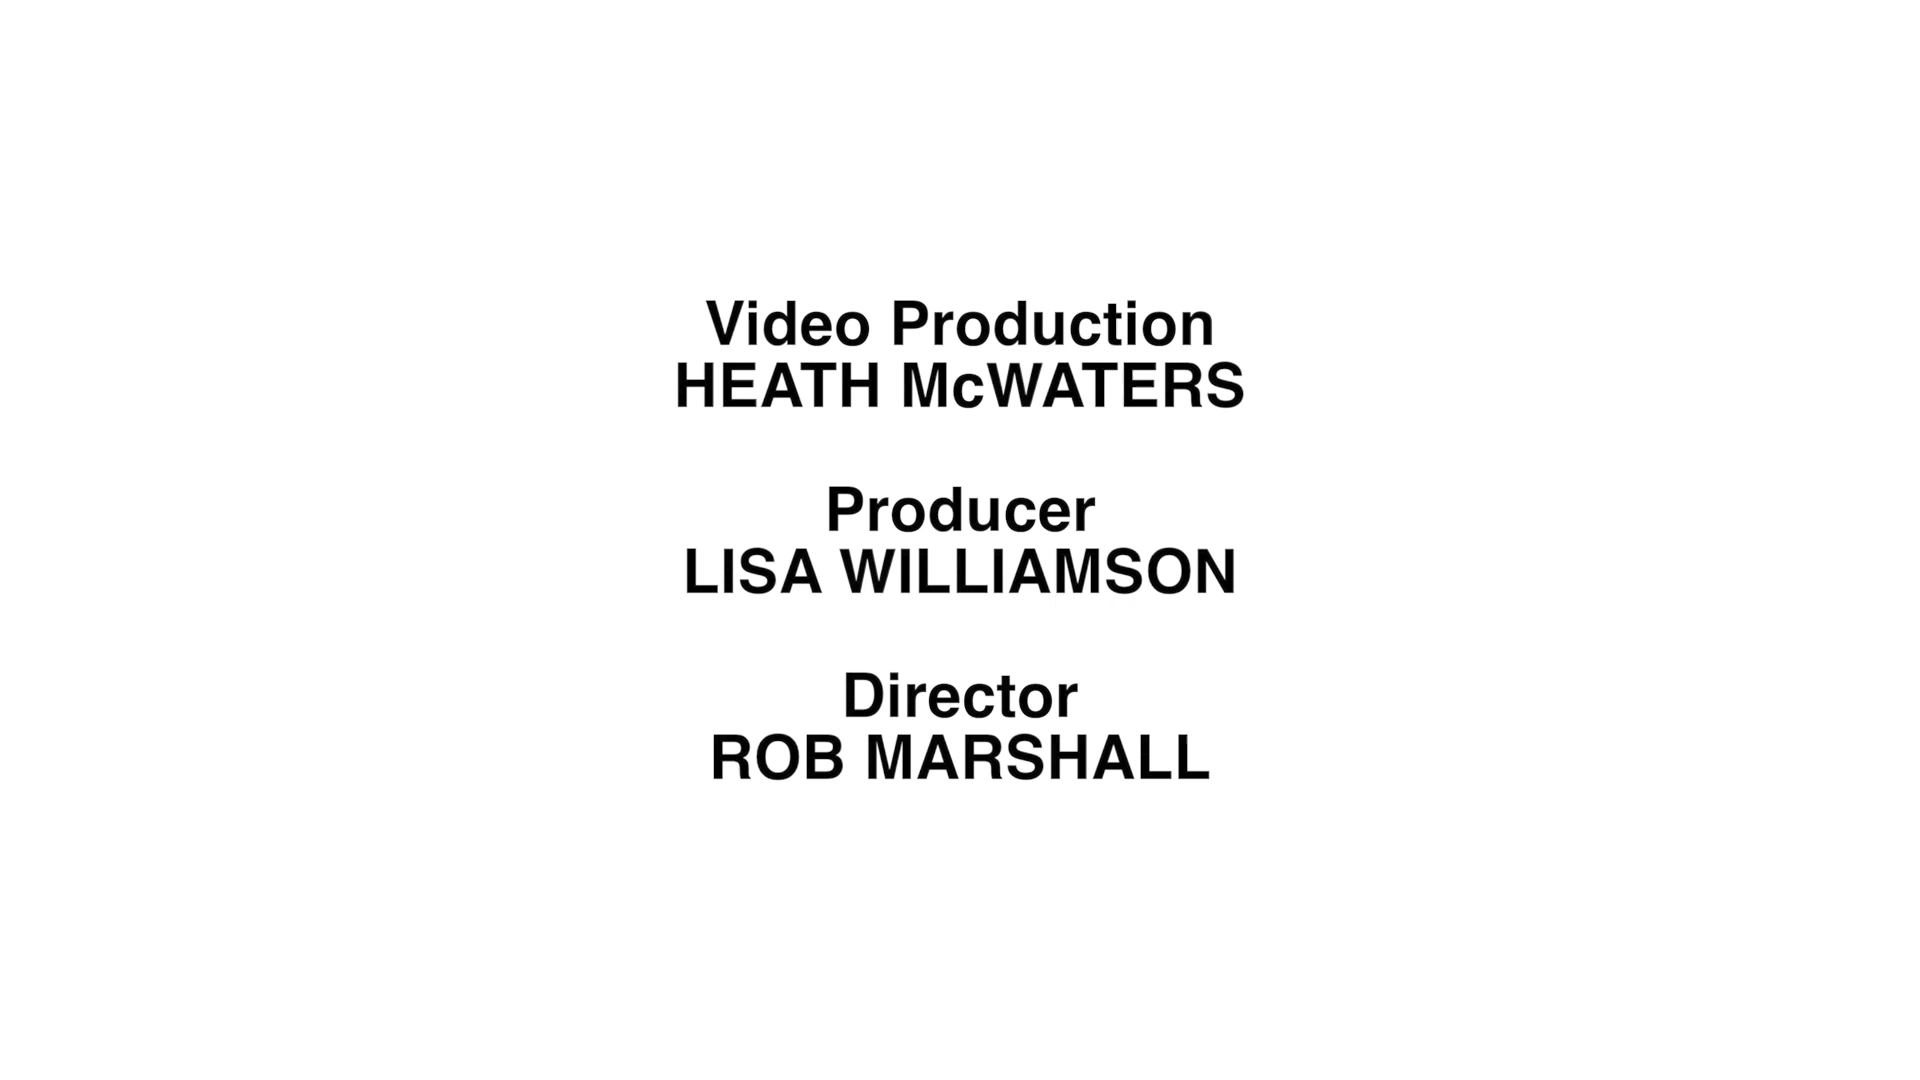 Video Production
HEATH McWATERS
Producer
LISA WILLIAMSON
Director
ROB MARSHALL